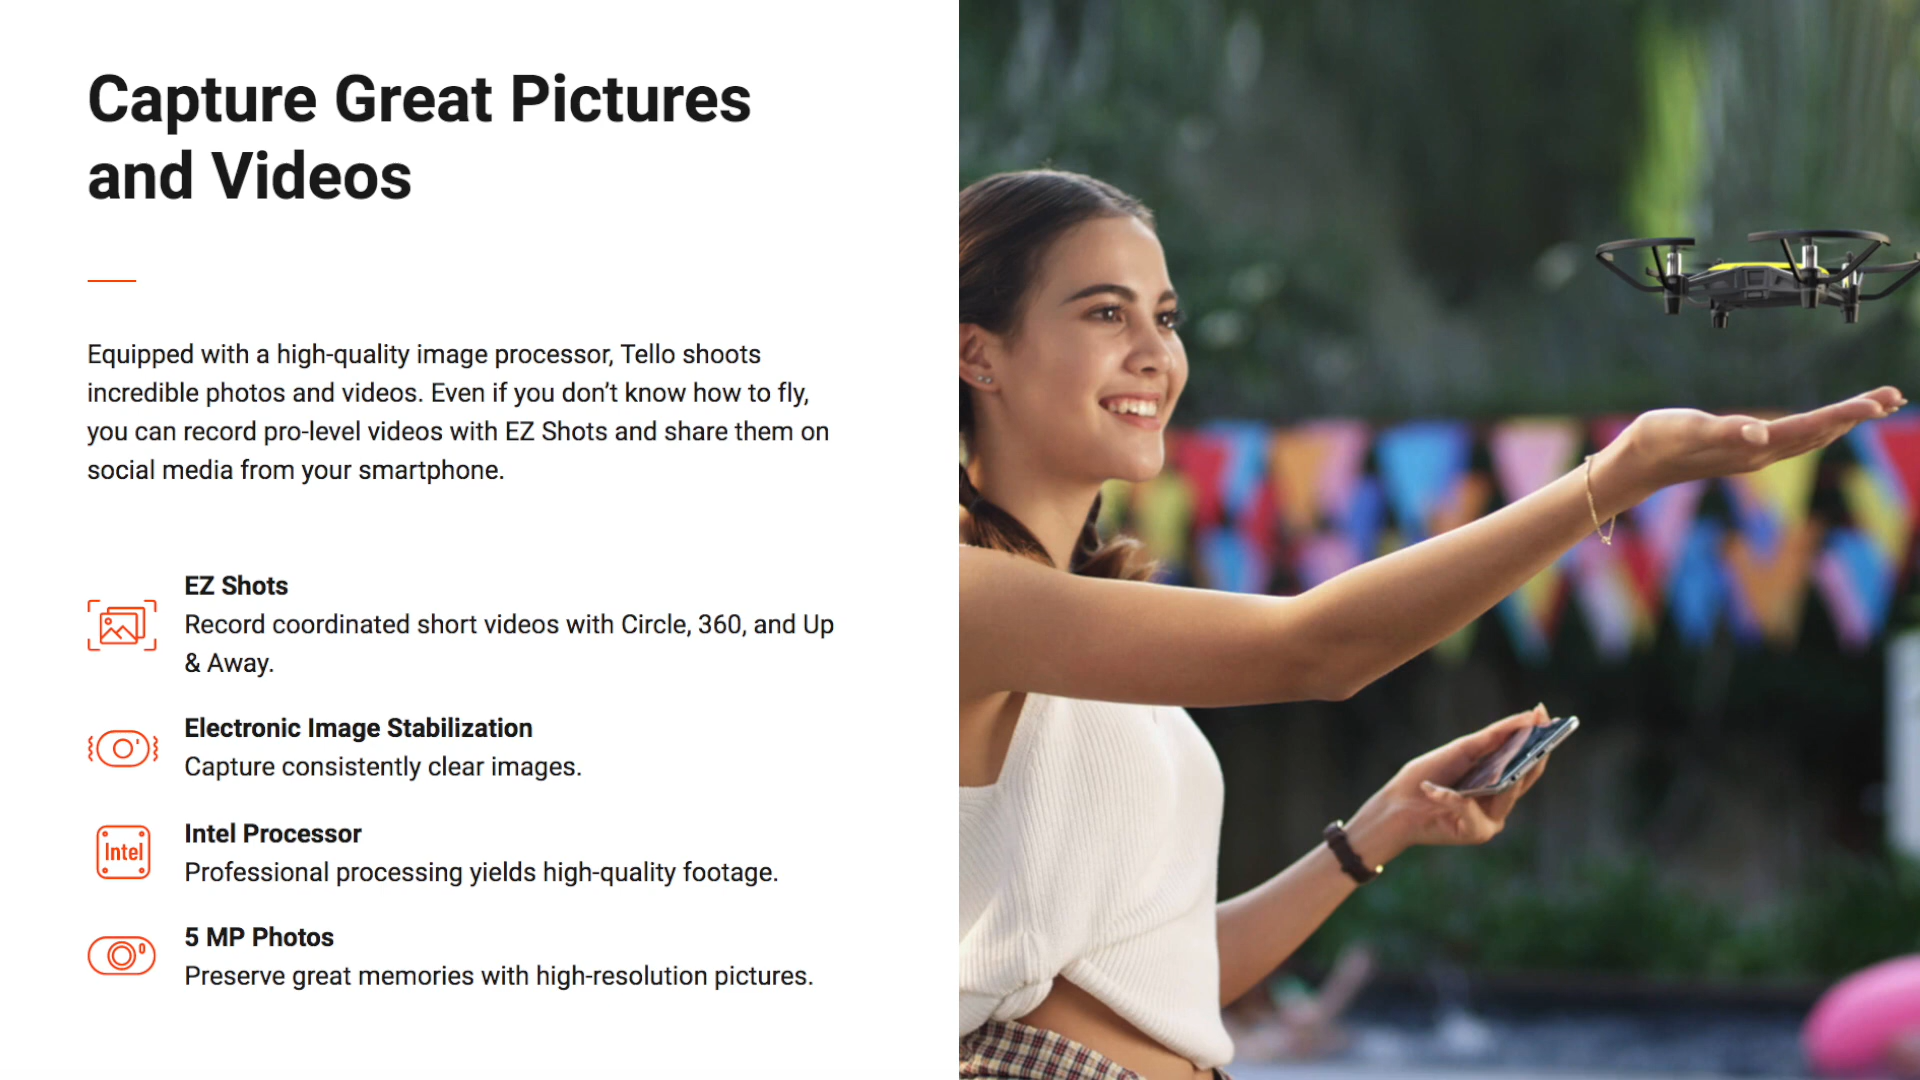 Capture Great Pictures
and Videos
Equipped with a high-quality image processor, Tello shoots
incredible photos and videos. Even if you don’t know how to fly,
you can record pro-level videos with EZ Shots and share them on
social media from your smartphone.
EZ Shots
Record coordinated short videos with Circle, 360, and Up
& Away.
Electronic Image Stabilization
Capture consistently clear images.
Intel
Intel Processor
Professional processing yields high-quality footage.
5 MP Photos
Preserve great memories with high-resolution pictures.